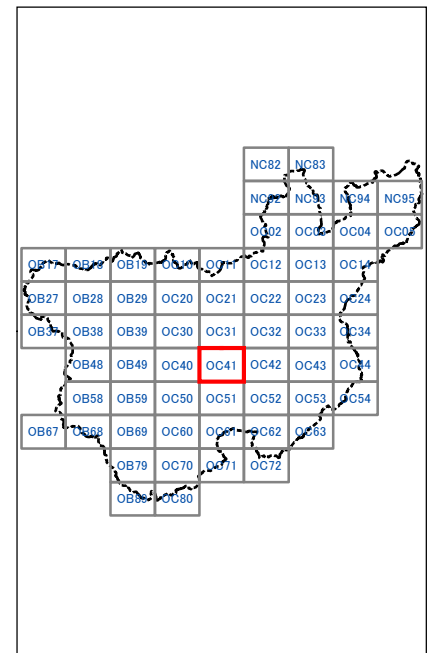 NC82 NC83
NC92 NC93 NC94 NC95
OC02 OC03 OC04 OC05
OB17 OB18 OB19 OC10 OC11 OC12 OC13 OC14
OB27 OB28 OB29 OC20 OC21 OC22 OC23 OC24
OB37 OB38 OB39 OC30 OC31 OC32 OC33 OC34
OB48 OB49 OC40 OC41 OC42 OC43 OC44
OB58 OB59 OC50 OC51 OC52 OC53 OC54
OB67 OB68 OB69 OC60 OC61 OC62 OC63
OB79 OC70 OC71 OC72
OB89 OC80